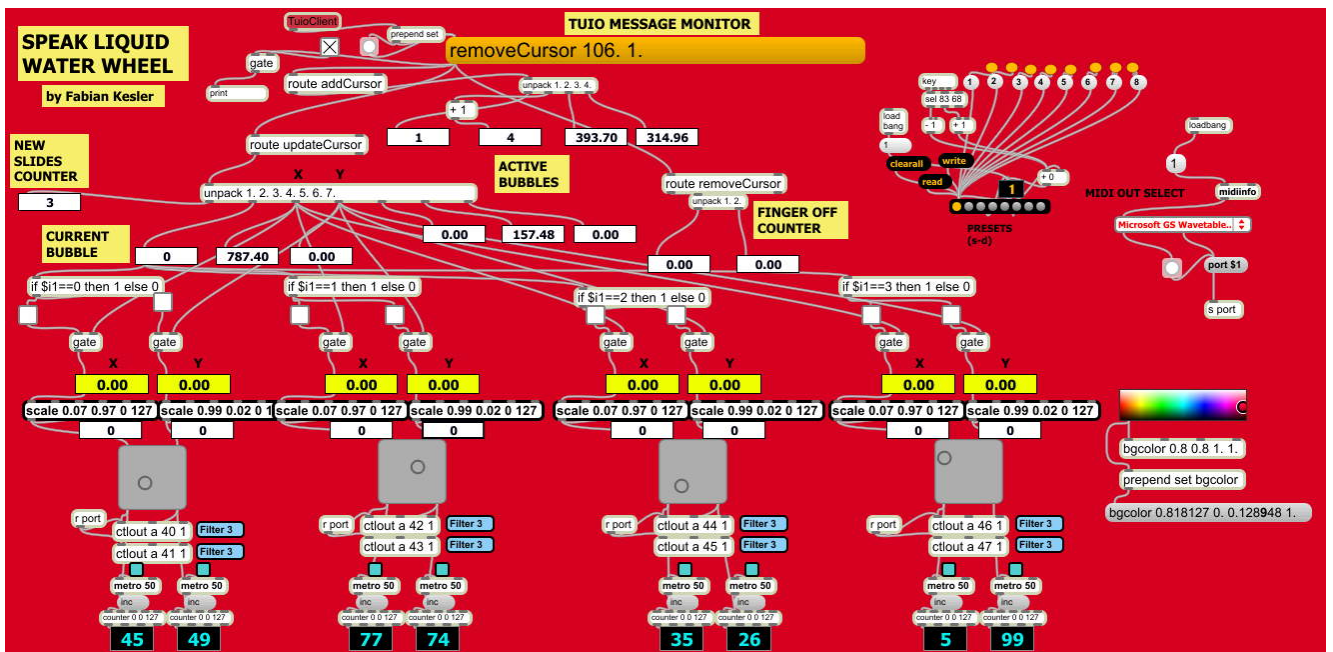 SPEAK LIQUID
WATER WHEEL
by Fabian Kesler
TuioClient
prepend set
TUIO MESSAGE MONITOR
removeCursor 106. 1.
gate
print
route addCursor
unpack 1. 2. 3. 4.
+ 1
1
4
393.70
314.96
route updateCursor
NEW
SLIDES
COUNTER
3
X
Y
unpack 1. 2. 3. 4. 5. 6. 7.
ACTIVE
BUBBLES
route removeCursor
unpack 1. 2.
FINGER OFF
COUNTER
0.00
0.00
CURRENT
BUBBLE
0
787.40
0.00
0.00
157.48
0.00
key
sel 83 68
1
2
3
4
5
6
7
8
load
bang
1
- 1
+ 1
clearall
write
read
+ 0
1
PRESETS
(s-d)
loadbang
1
MIDI OUT SELECT
midiinfo
Microsoft GS Wavetable..
port $1
s port
if $i1==0 then 1 else 0
if $i1==1 then 1 else 0
if $i1==2 then 1 else 0
if $i1==3 then 1 else 0
gate
gate
gate
gate
gate
gate
gate
gate
X
Y
X
Y
X
Y
X
Y
0.00
0.00
0.00
0.00
0.00
0.00
0.00
0.00
scale 0.07 0.97 0 127
scale 0.99 0.02 0 1
scale 0.07 0.97 0 127
scale 0.99 0.02 0 127
scale 0.07 0.97 0 127
scale 0.99 0.02 0 127
scale 0.07 0.97 0 127
scale 0.99 0.02 0 127
0
0
0
0
0
0
0
0
bgcolor 0.8 0.8 1. 1.
prepend set bgcolor
bgcolor 0.818127 0. 0.128948 1.
r port
ctlout a 40 1
Filter 3
ctlout a 41 1
Filter 3
r port
ctlout a 42 1
Filter 3
ctlout a 43 1
Filter 3
r port
ctlout a 44 1
Filter 3
ctlout a 45 1
Filter 3
r port
ctlout a 46 1
Filter 3
ctlout a 47 1
Filter 3
metro 50
metro 50
metro 50
metro 50
metro 50
metro 50
metro 50
metro 50
inc
inc
inc
inc
inc
inc
inc
inc
counter 0 0 127
counter 0 0 127
counter 0 0 127
counter 0 0 127
counter 0 0 127
counter 0 0 127
counter 0 0 127
counter 0 0 127
45
49
77
74
35
26
5
99